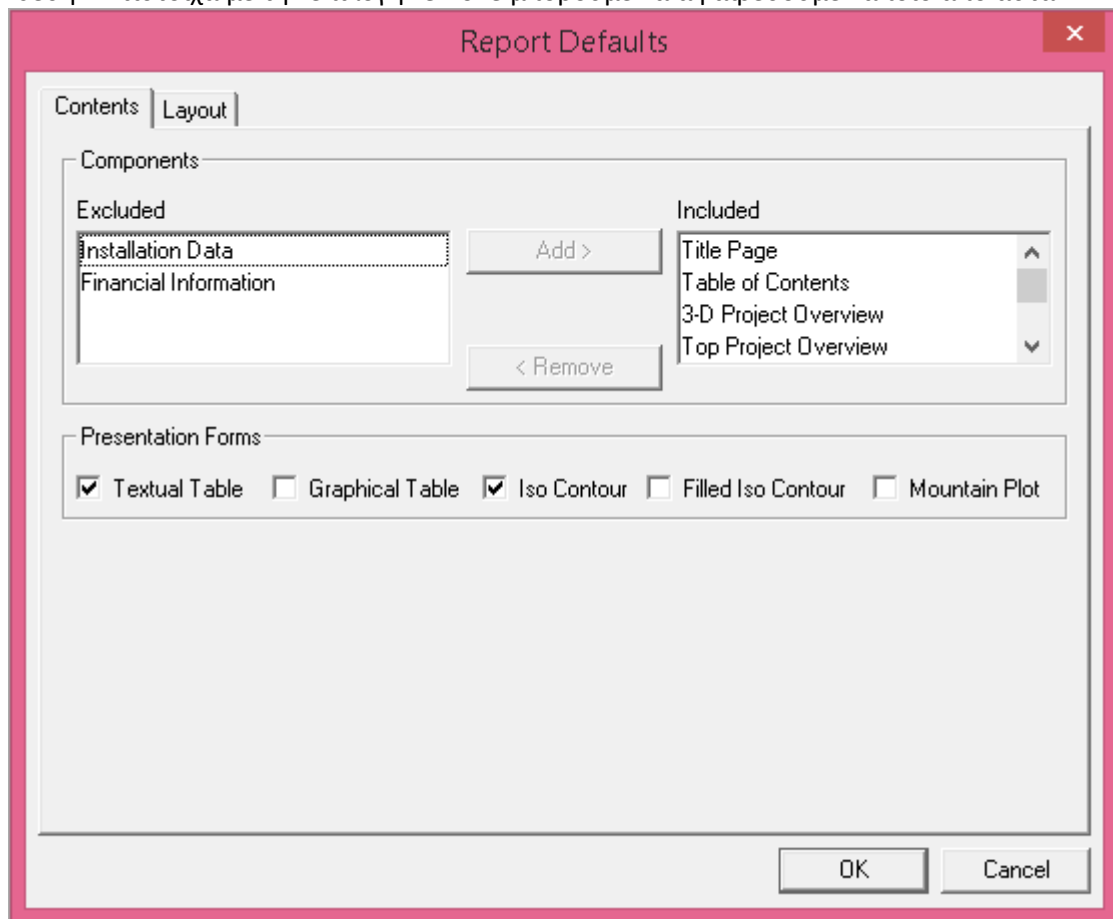 Report Defaults
Contents Layout
Components
Excluded Included
Installation Data
Financial Information
Add >
< Remove
Title Page
Table of Contents
3-D Project Overview
Top Project Overview
Presentation Forms
Textual Table Graphical Table Iso Contour Filled Iso Contour Mountain Plot
OK Cancel